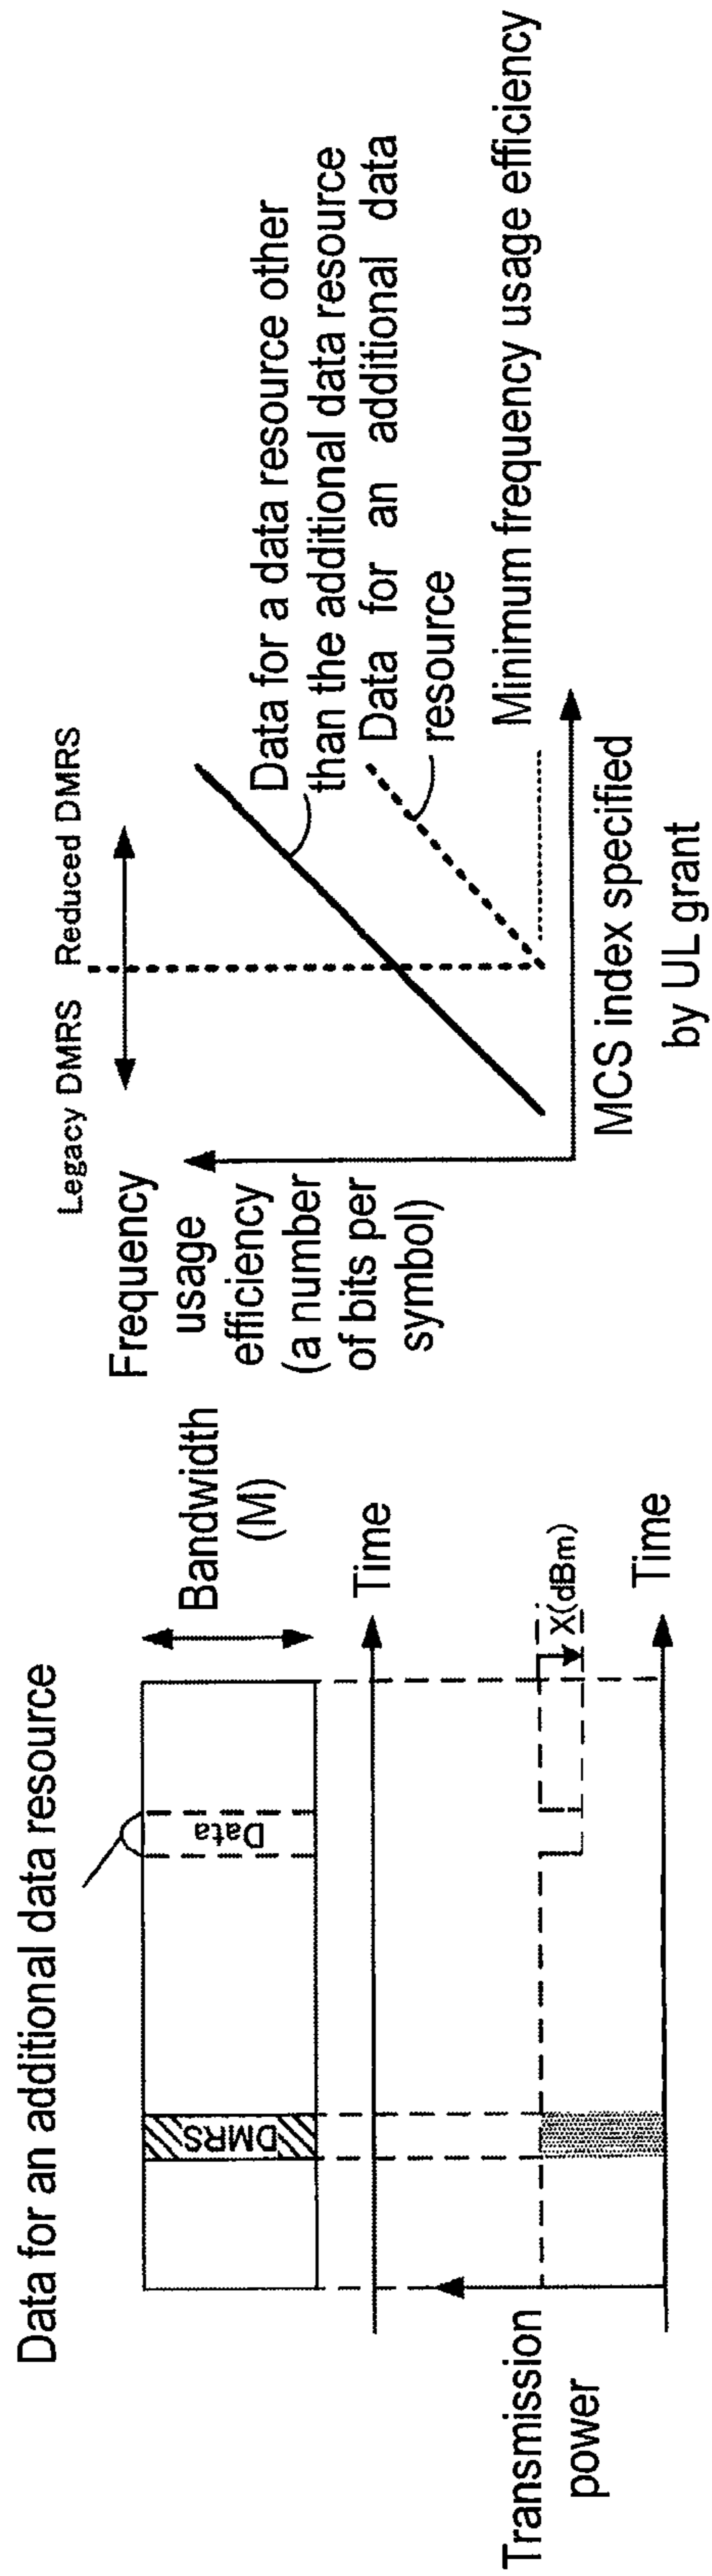 Data for an additional data resource
DMRS
Data
Bandwidth
(M)
Time
Transmission
power
X(dBm)
Time
Legacy DMRS
Reduced DMRS
Frequency
usage
efficiency
(a number
of bits per
symbol)
Data for a data resource other
than the additional data resource
Data for an additional data
resource
Minimum frequency usage efficiency
MCS index specified
by UL grant